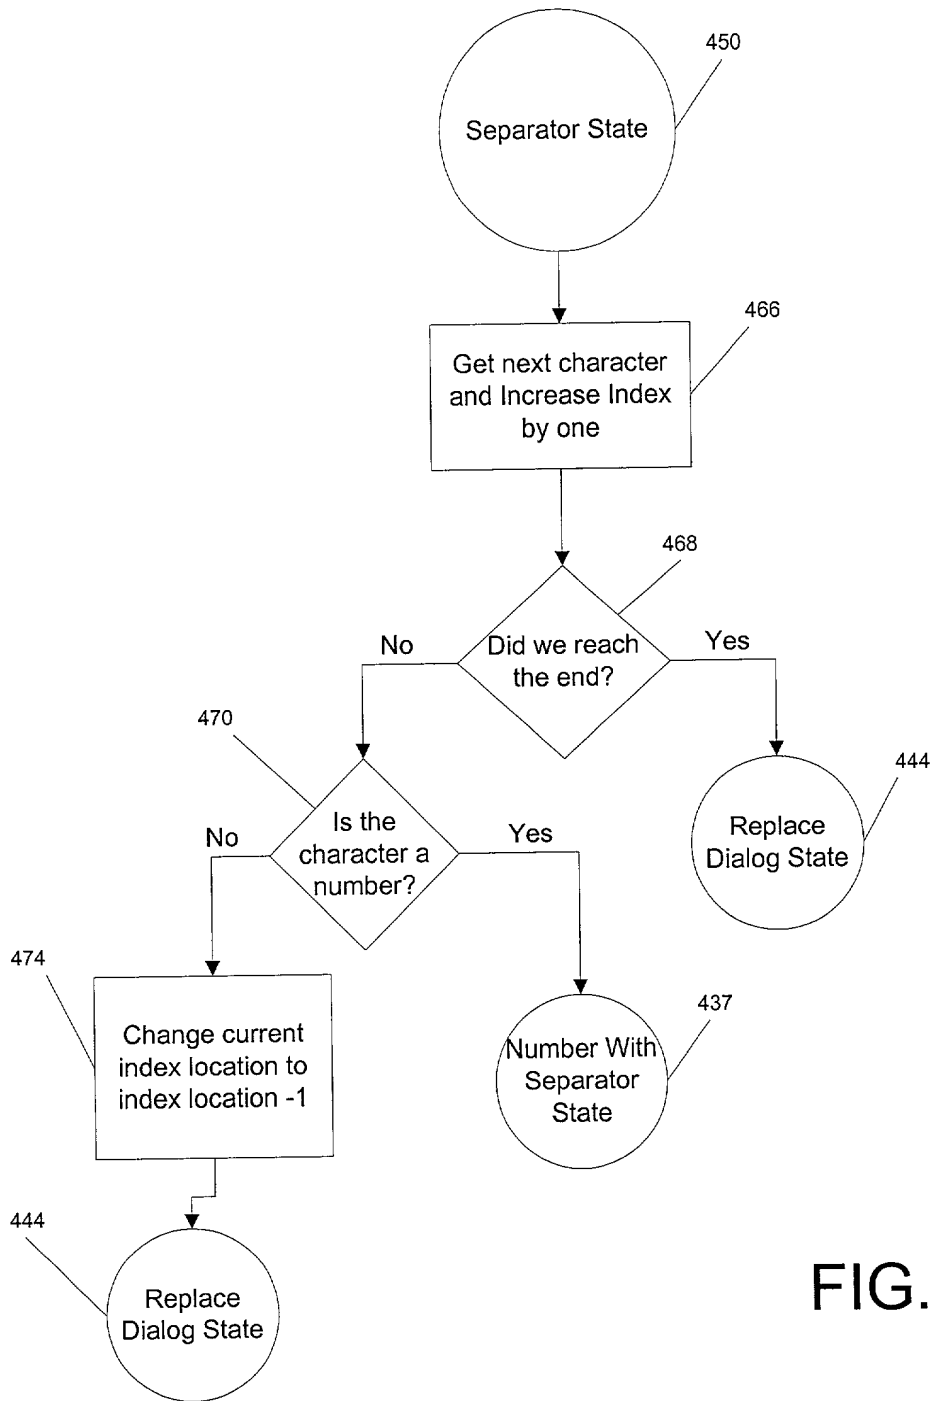 450
Separator State
466
Get next character
and Increase Index
by one
468
No
Did we reach
the end?
Yes
470
444
No
Is the
character a
number?
Yes
Replace
Dialog State
474
Change current
index location to
index location -1
437
Number With
Separator
State
444
Replace
Dialog State
FIG.